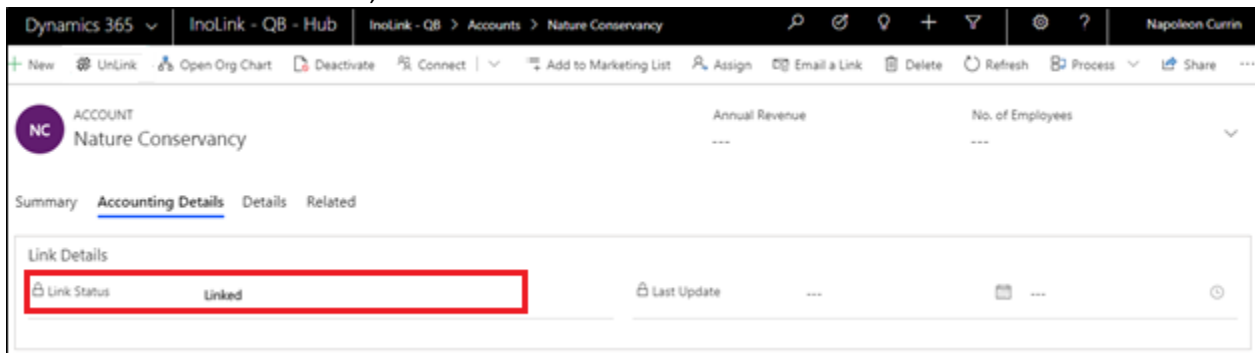 Dynamics 365 InoLink - QB - Hub InoLink - QB > Accounts > Nature Conservancy ? Napoleon Currin
+ New UnLink Open Org Chart Deactivate Connect | Add to Marketing List Assign Email a Link Delete Refresh Process Share ...
NC
ACCOUNT
Nature Conservancy
Annual Revenue
---
No. of Employees
---
Summary Accounting Details Details Related
Link Details
Link Status Linked
Last Update --- ---